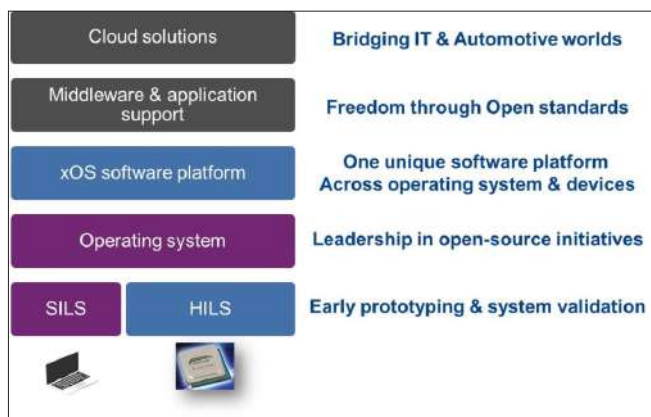 Cloud solutions
Bridging IT & Automotive worlds
Middleware & application
support
Freedom through Open standards
xOS software platform
One unique software platform
Across operating system & devices
Operating system
Leadership in open-source initiatives
SILS
HILS
Early prototyping & system validation